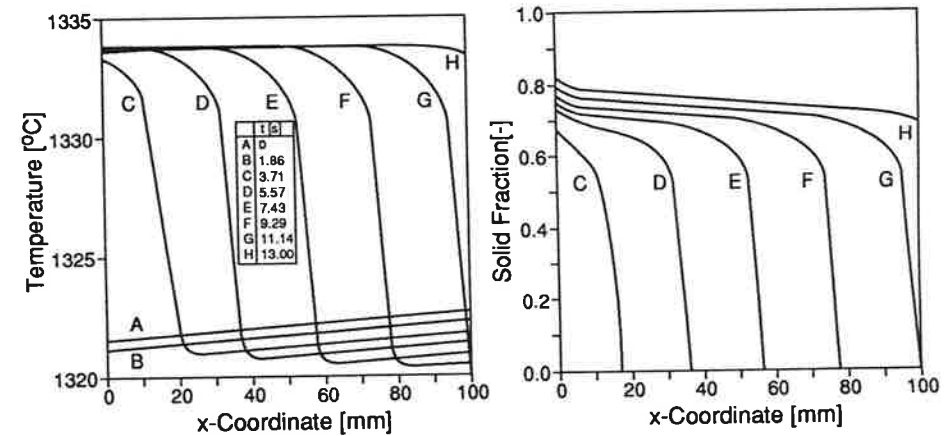 1335
1330
1325
1320
Temperature [°C]
0
20
40
60
80
100
x-Coordinate [mm]
A
B
C
D
E
F
G
H
t [s]
A 0
B 1.86
C 3.71
D 5.57
E 7.43
F 9.29
G 11.14
H 13.00
1.0
0.8
0.6
0.4
0.2
0.0
Solid Fraction[-]
0
20
40
60
80
100
x-Coordinate [mm]
C
D
E
F
G
H